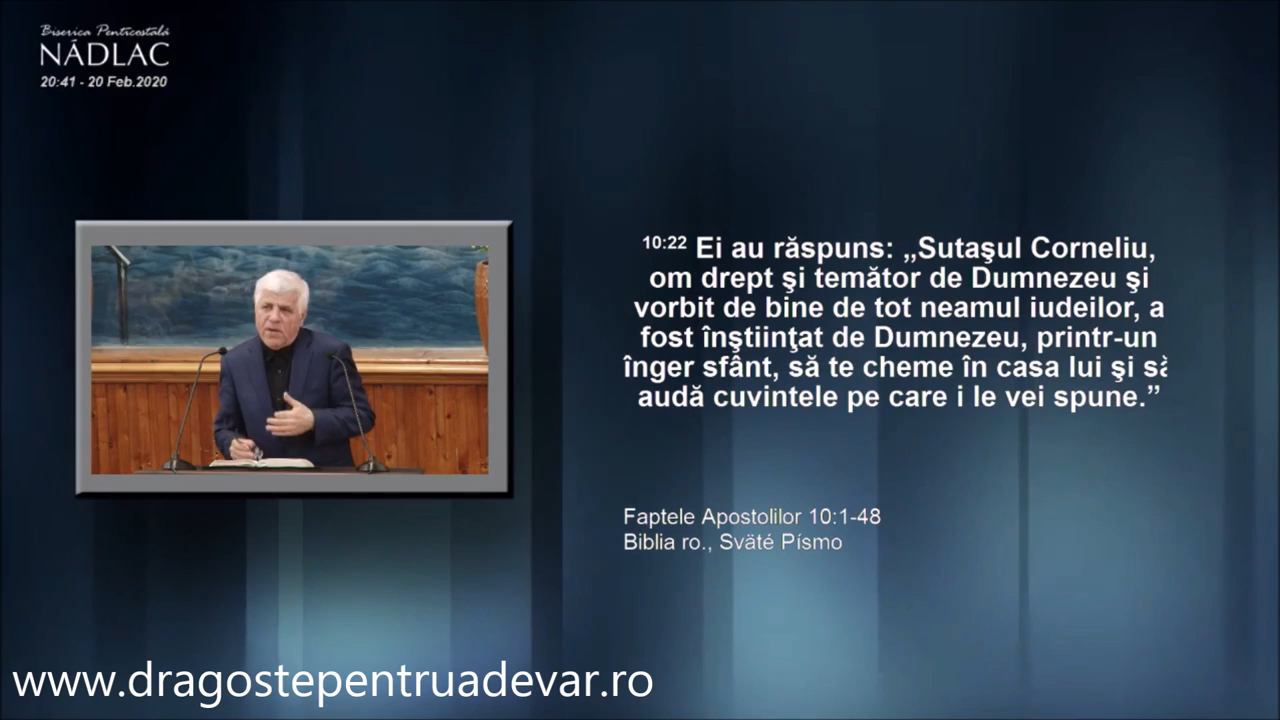 Biserica Penticostală
NĂDLAC
20:41 - 20 Feb.2020
10:22 Ei au răspuns: „Sutaşul Corneliu,
om drept şi temător de Dumnezeu şi
vorbit de bine de tot neamul iudeilor, a
fost înştiinţat de Dumnezeu, printr-un
înger sfânt, să te cheme în casa lui şi să
audă cuvintele pe care i le vei spune.”
Faptele Apostolilor 10:1-48
Biblia ro., Sväté Písmo
www.dragostepentruadevar.ro